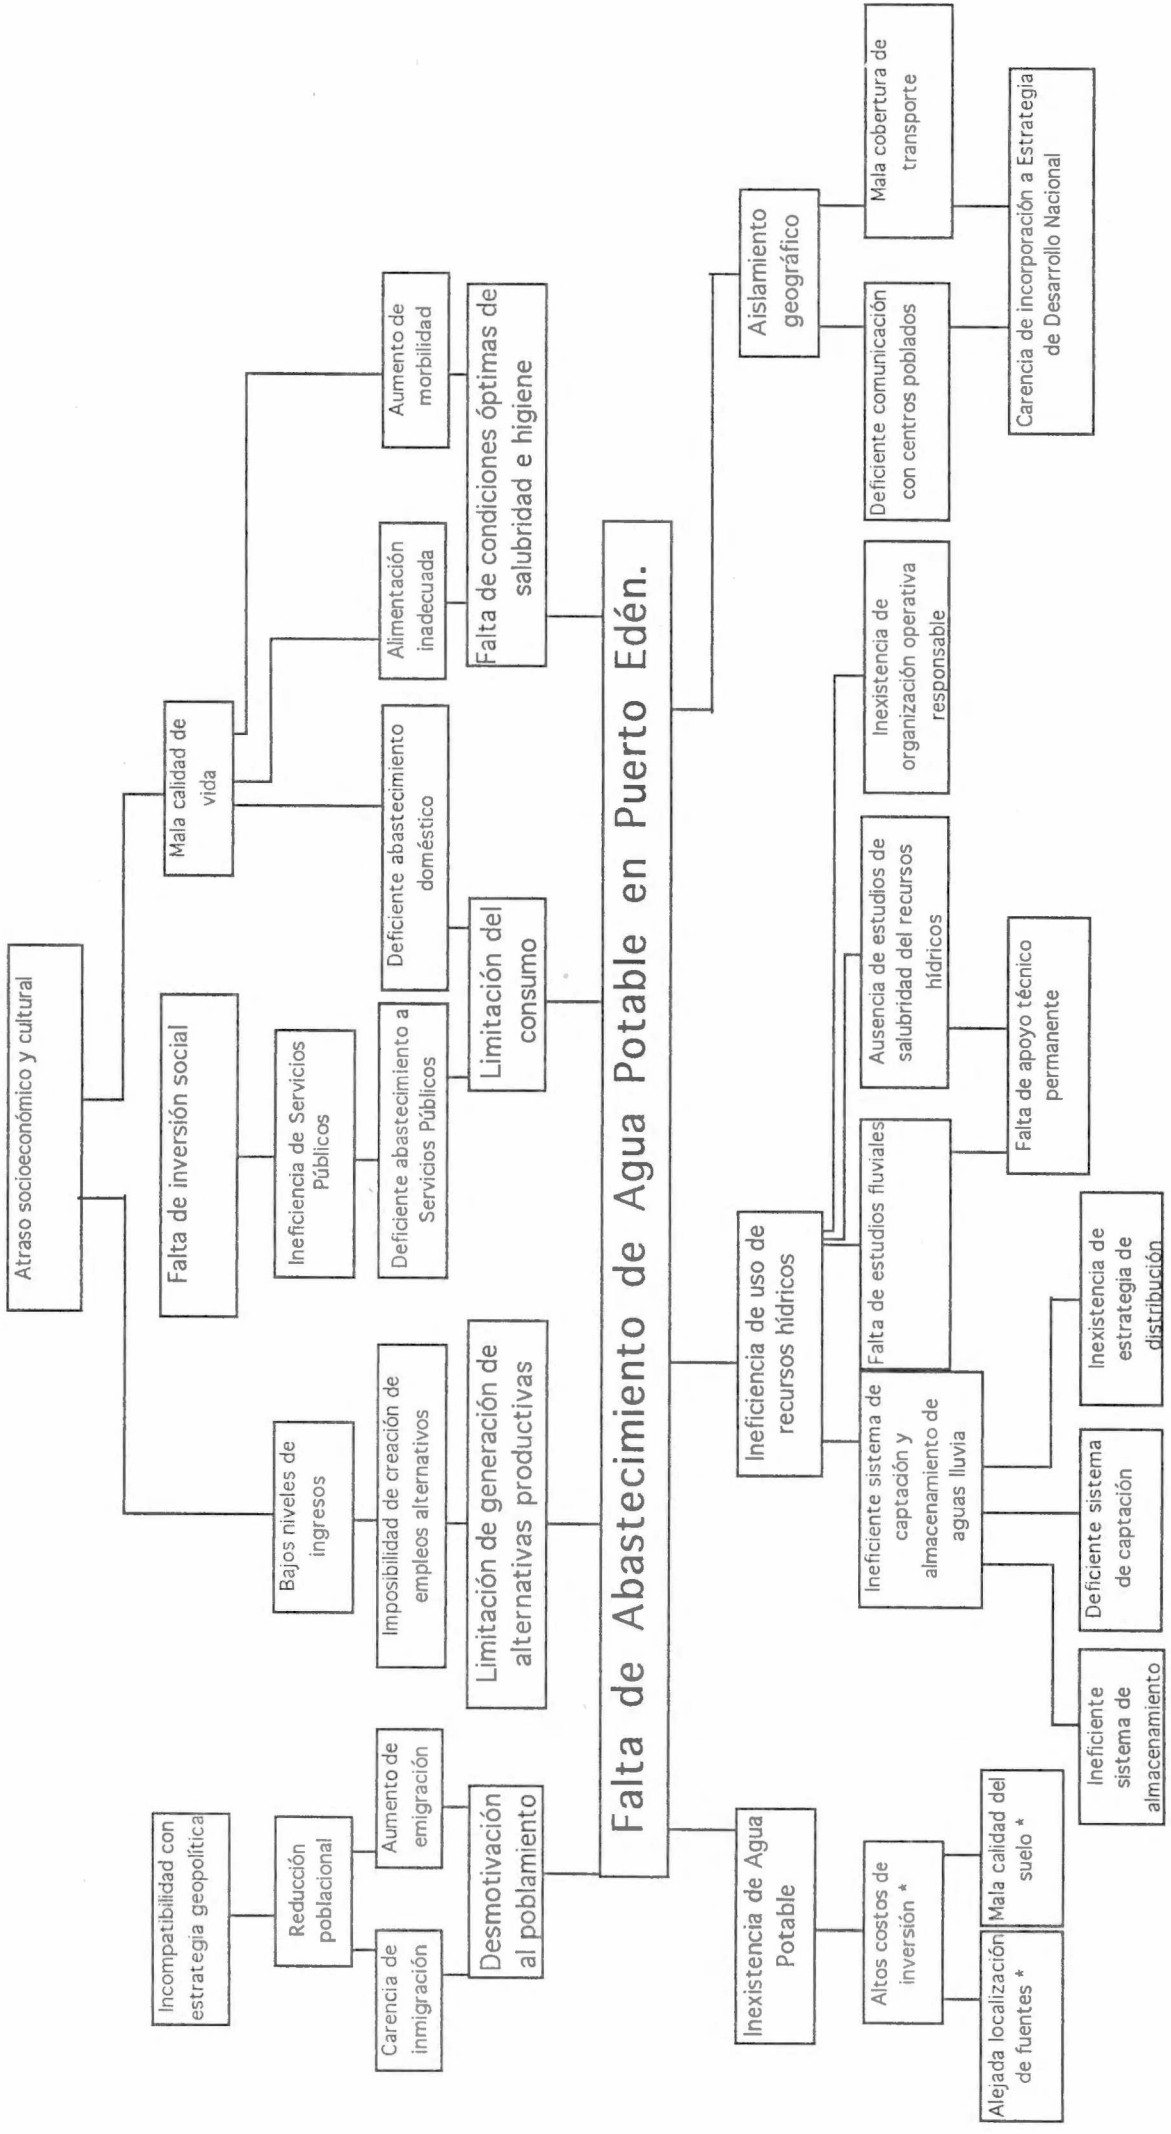 Atraso socioeconómico y cultural
Incompatibilidad con
estrategia geopolítica
Falta de inversión social
Mala calidad de
vida
Reducción
poblacional
Bajos niveles de
ingresos
Ineficiencia de Servicios
Públicos
Carencia de
inmigración
Aumento de
emigración
Imposibilidad de creación de
empleos alternativos
Deficiente abastecimiento a
Servicios Públicos
Deficiente abastecimiento
doméstico
Alimentación
inadecuada
Aumento de
morbilidad
Desmotivación
al poblamiento
Limitación de generación de
alternativas productivas
Limitación del
consumo
Falta de condiciones óptimas de
salubridad e higiene
Falta de Abastecimiento de Agua Potable en Puerto Edén.
Inexistencia de Agua
Potable
Ineficiencia de uso de
recursos hídricos
Aislamiento
geográfico
Altos costos de
inversión *
Ineficiente sistema de
captación y
almacenamiento de
aguas lluvia
Falta de estudios fluviales
Ausencia de estudios de
salubridad del recursos
hídricos
Inexistencia de
organización operativa
responsable
Deficiente comunicación
con centros poblados
Mala cobertura de
transporte
Alejada localización
de fuentes *
Mala calidad del
suelo *
Falta de apoyo técnico
permanente
Carencia de incorporación a Estrategia
de Desarrollo Nacional
Ineficiente
sistema de
almacenamiento
Deficiente sistema
de captación
Inexistencia de
estrategia de
distribución